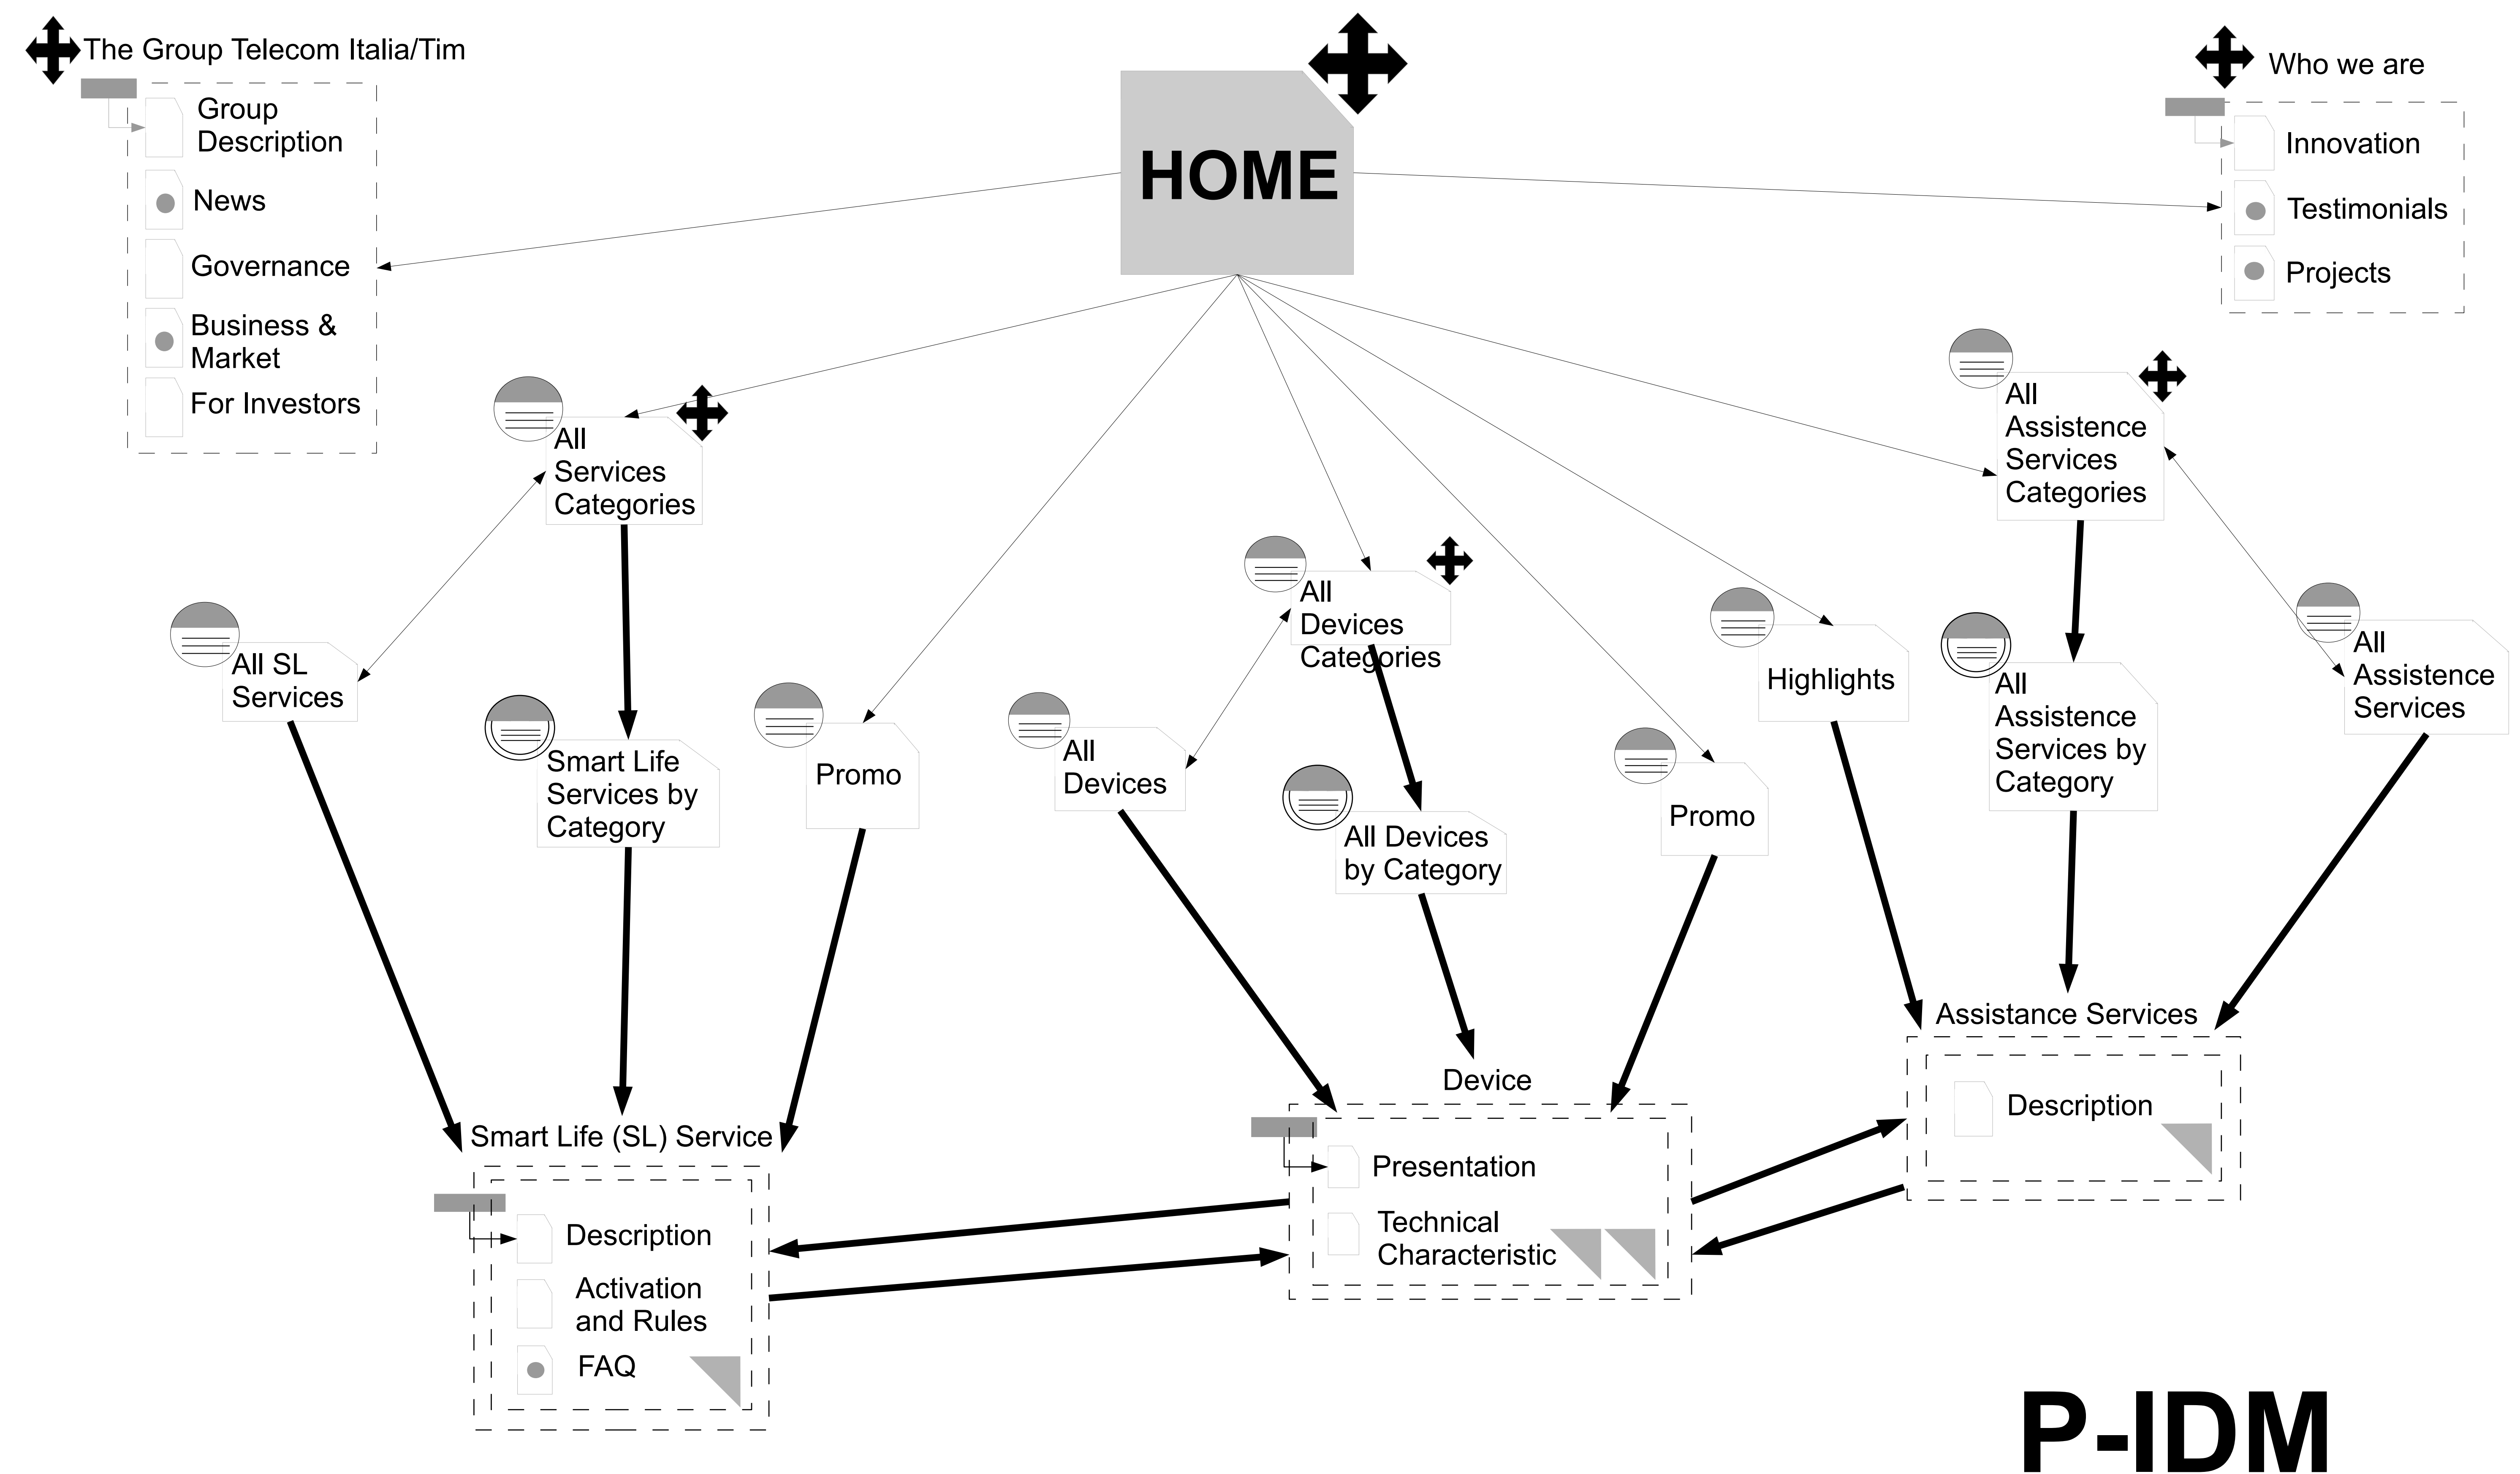 The Group Telecom Italia/Tim
Group
Description
News
Governance
Business &
Market
For Investors
HOME
Who we are
Innovation
Testimonials
Projects
All
Services
Categories
All
Assistence
Services
Categories
All
Devices
Categories
All SL
Services
Smart Life
Services by
Category
Promo
All
Devices
All Devices
by Category
Promo
Highlights
All
Assistence
Services by
Category
All
Assistence
Services
Smart Life (SL) Service
Description
Activation
and Rules
FAQ
Device
Presentation
Technical
Characteristic
Assistance Services
Description
P-IDM